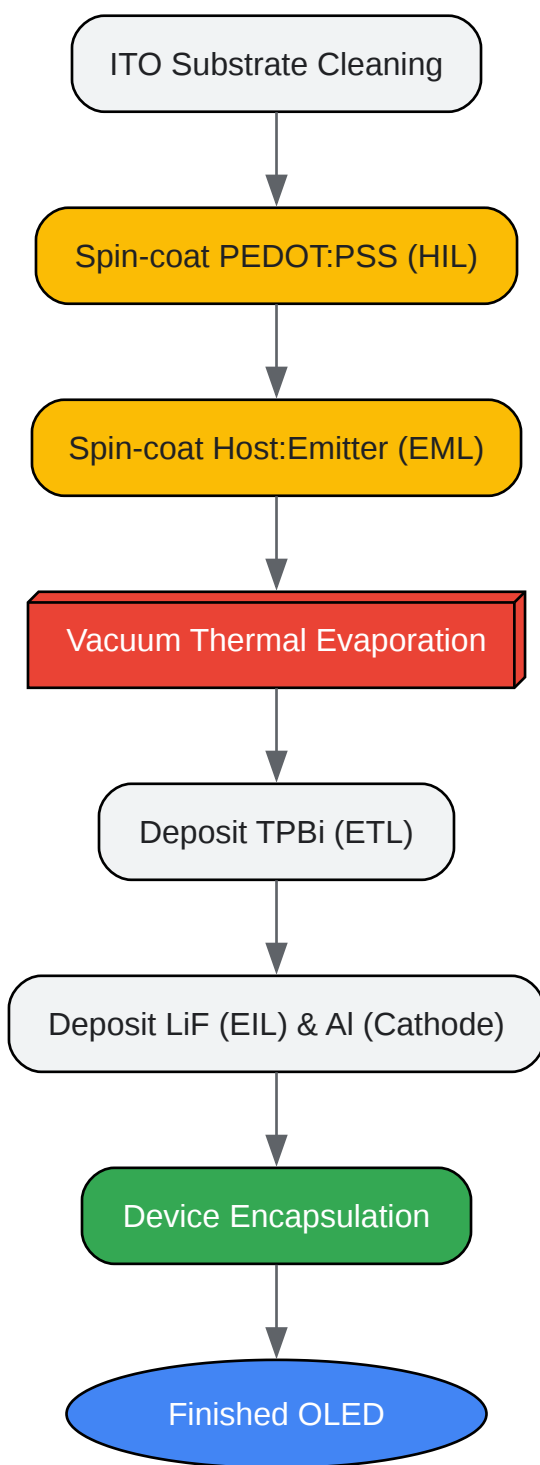 ITO Substrate Cleaning
Spin-coat PEDOT:PSS (HIL)
Spin-coat Host:Emitter (EML)
Vacuum Thermal Evaporation
Deposit TPBi (ETL)
Deposit LiF (EIL) & Al (Cathode)
Device Encapsulation
Finished OLED